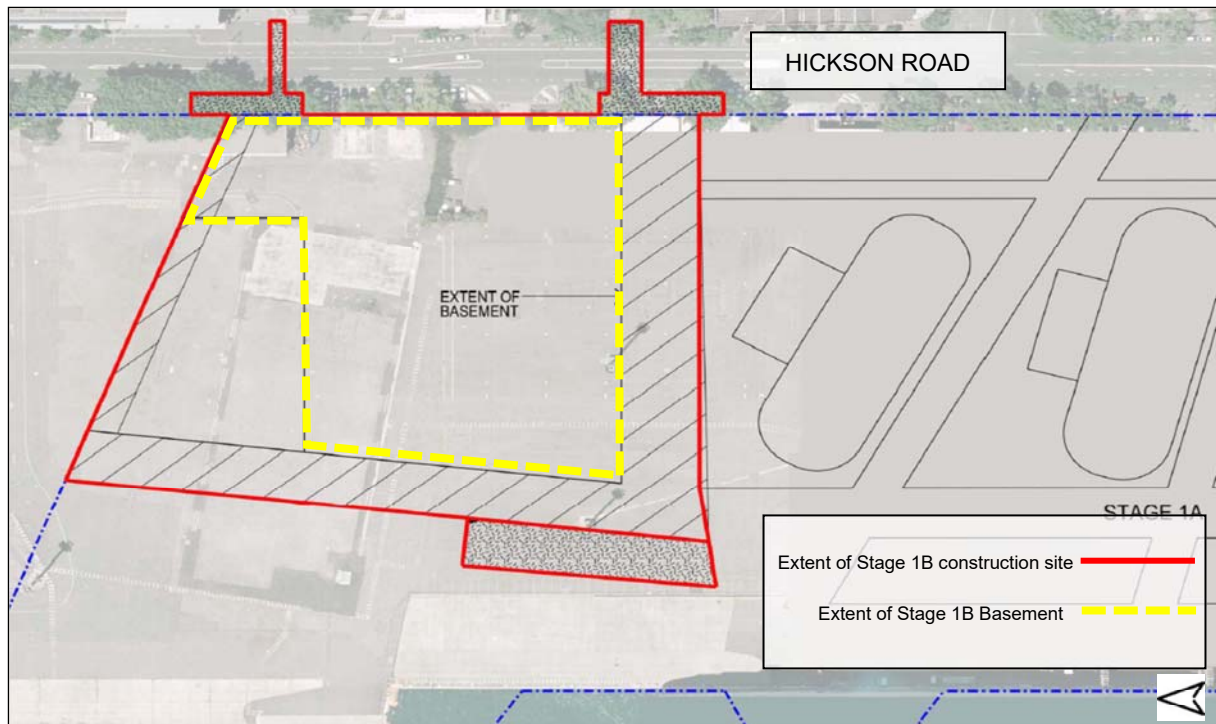 HICKSON ROAD
EXTENT OF
BASEMENT
STAGE 1A
Extent of Stage 1B construction site
Extent of Stage 1B Basement